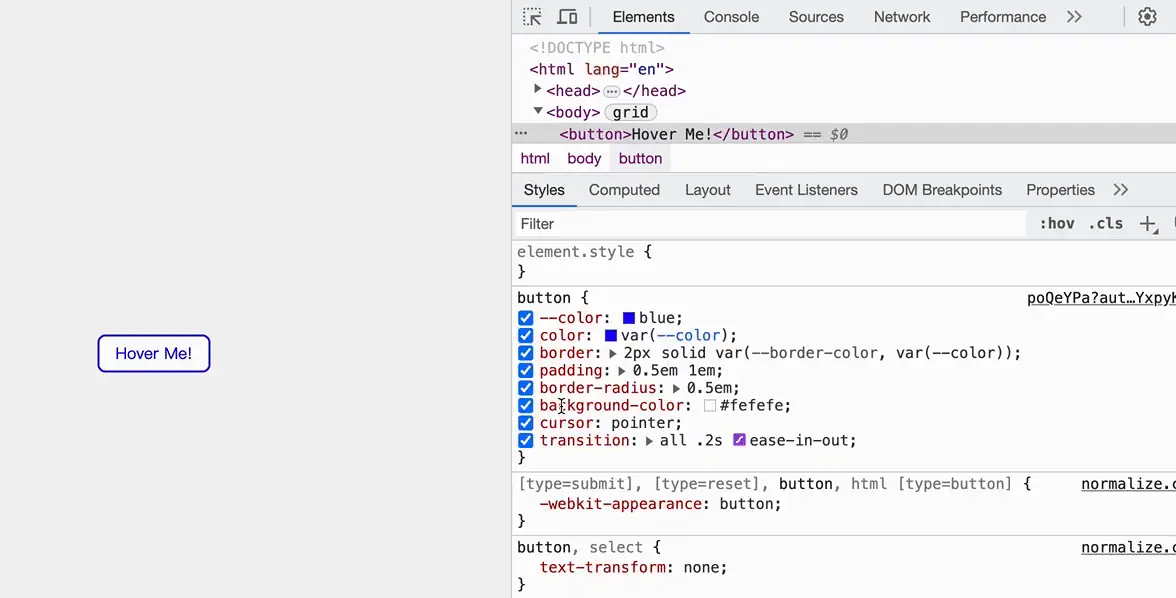 Elements Console Sources Network Performance
<!DOCTYPE html>
<html lang="en">
<head> … </head>
<body> grid
··· <button>Hover Me!</button> == $0
html body button
Styles Computed Layout Event Listeners DOM Breakpoints Properties
Filter :hov .cls
element.style {
}
button { poQeYPa?aut…Yxpy
--color: blue;
color: var(--color);
Hover Me!
border: 2px solid var(--border-color, var(--color));
padding: 0.5em 1em;
border-radius: 0.5em;
background-color: #fefefe;
cursor: pointer;
transition: all .2s ease-in-out;
}
[type=submit], [type=reset], button, html [type=button] { normalize.c
-webkit-appearance: button;
}
button, select { normalize.c
text-transform: none;
}